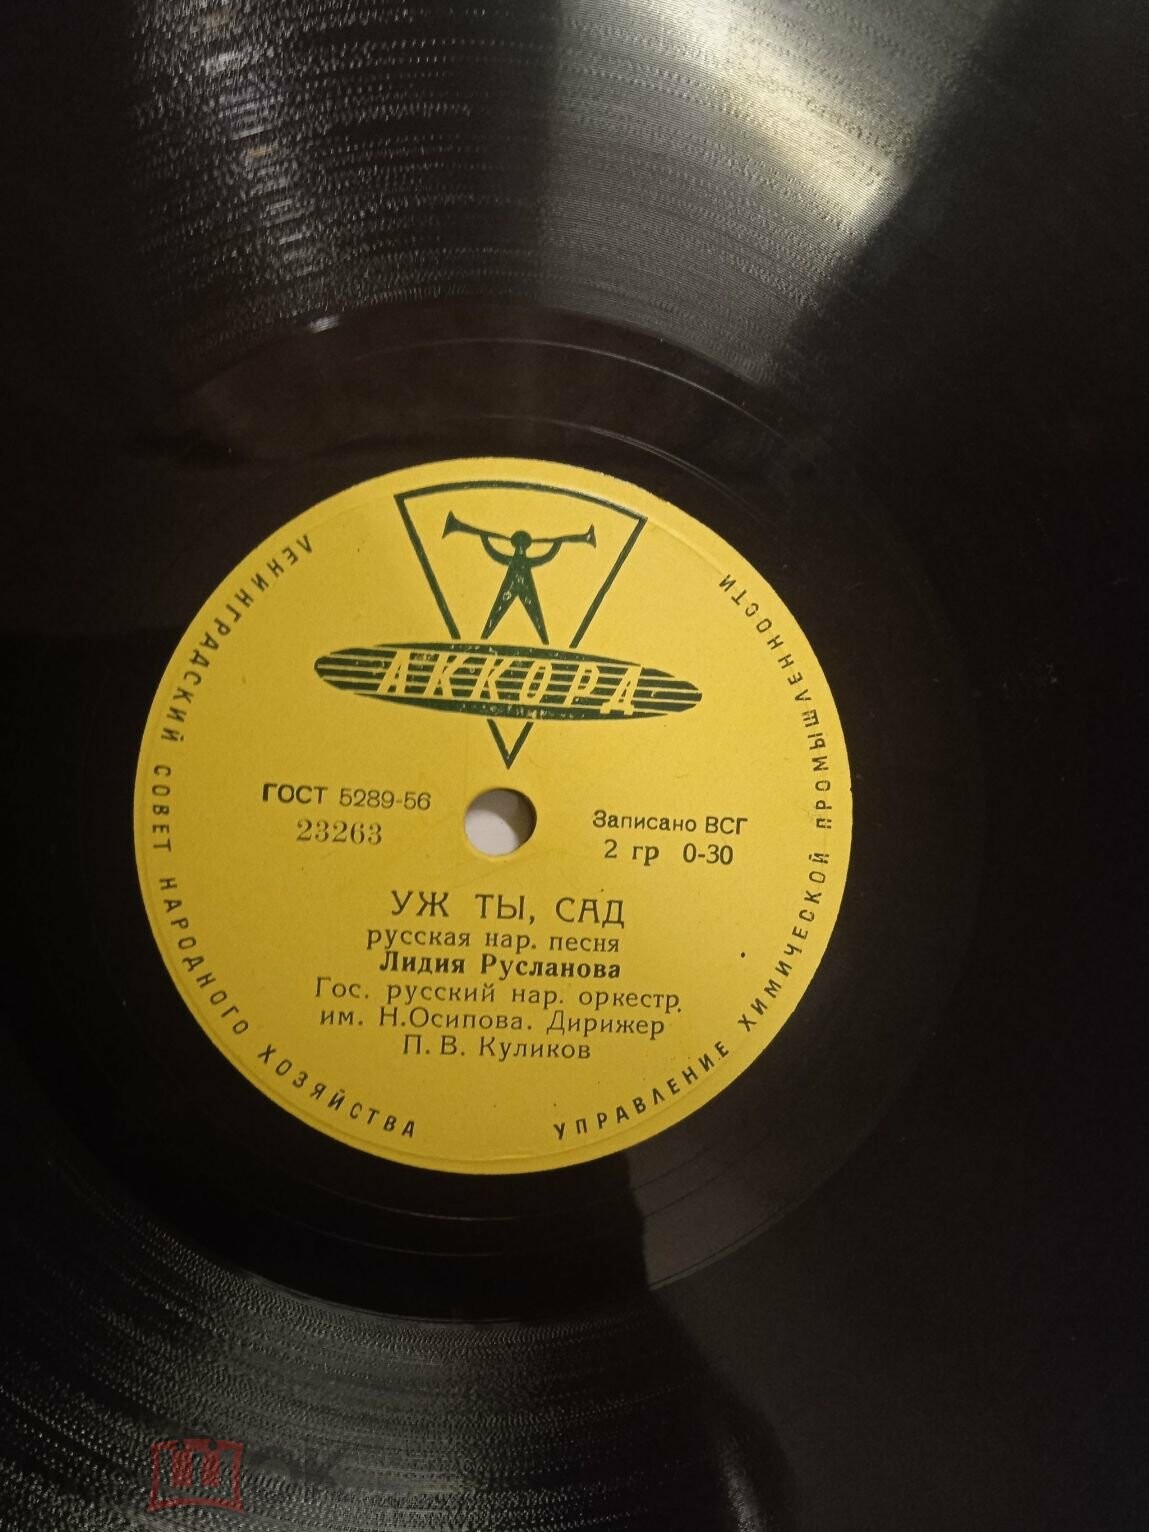 ЛЕНИНГРАДСКИЙ СОВЕТ НАРОДНОГО ХОЗЯЙСТВА
УПРАВЛЕНИЕ ХИМИЧЕСКОЙ ПРОМЫШЛЕННОСТИ
АККОРД
ГОСТ 5289-56
23263
Записано ВСГ
2 гр 0-30
УЖ ТЫ, САД
русская нар. песня
Лидия Русланова
Гос. русский нар. оркестр.
им. Н.Осипова. Дирижер
П. В. Куликов